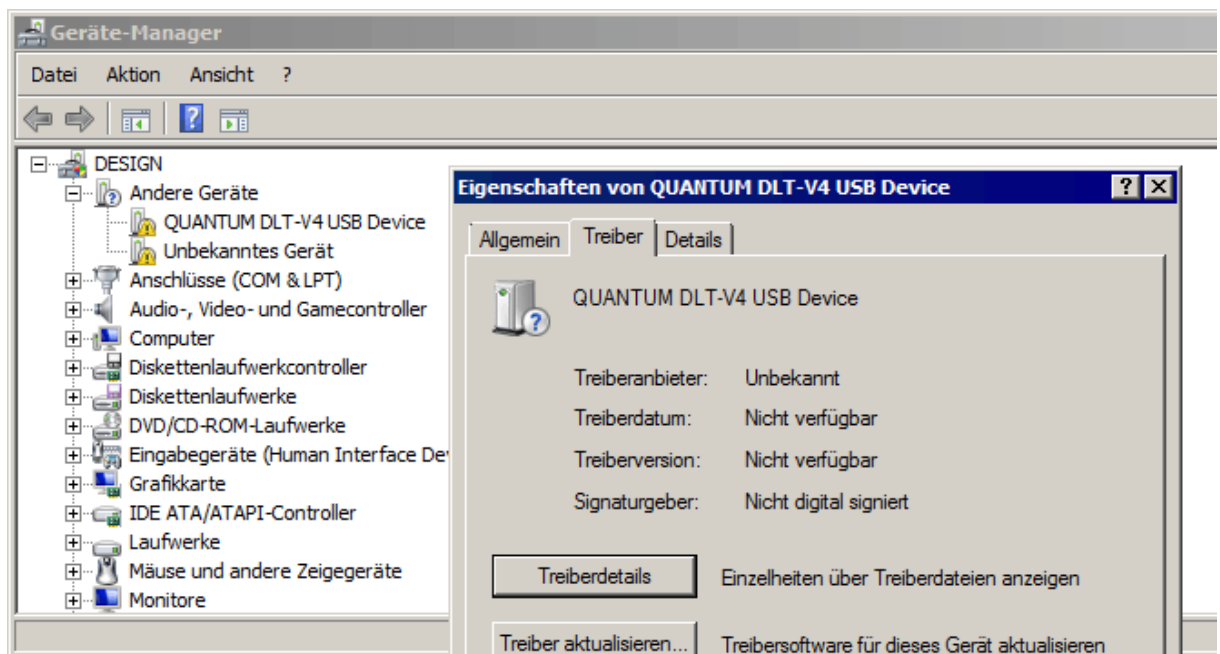 Geräte-Manager
Datei Aktion Ansicht ?
DESIGN
Andere Geräte
QUANTUM DLT-V4 USB Device
Unbekanntes Gerät
Anschlüsse (COM & LPT)
Audio-, Video- und Gamecontroller
Computer
Diskettenlaufwerkcontroller
Diskettenlaufwerke
DVD/CD-ROM-Laufwerke
Eingabegeräte (Human Interface De
Grafikkarte
IDE ATA/ATAPI-Controller
Laufwerke
Mäuse und andere Zeigegeräte
Monitore
Eigenschaften von QUANTUM DLT-V4 USB Device
Allgemein Treiber Details
QUANTUM DLT-V4 USB Device
Treiberanbieter: Unbekannt
Treiberdatum: Nicht verfügbar
Treiberversion: Nicht verfügbar
Signaturgeber: Nicht digital signiert
Treiberdetails Einzelheiten über Treiberdateien anzeigen
Treiber aktualisieren... Treibersoftware für dieses Gerät aktualisieren